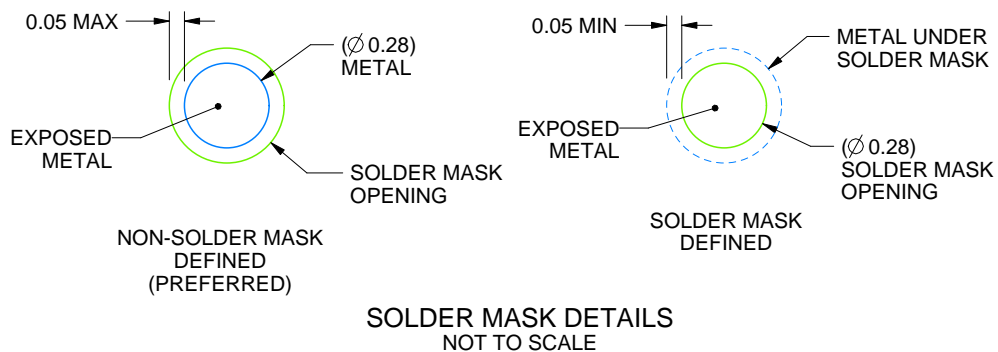 0.05 MAX
(∅ 0.28)
METAL
EXPOSED
METAL
SOLDER MASK
OPENING
NON-SOLDER MASK
DEFINED
(PREFERRED)
0.05 MIN
METAL UNDER
SOLDER MASK
EXPOSED
METAL
(∅ 0.28)
SOLDER MASK
OPENING
SOLDER MASK
DEFINED
SOLDER MASK DETAILS
NOT TO SCALE